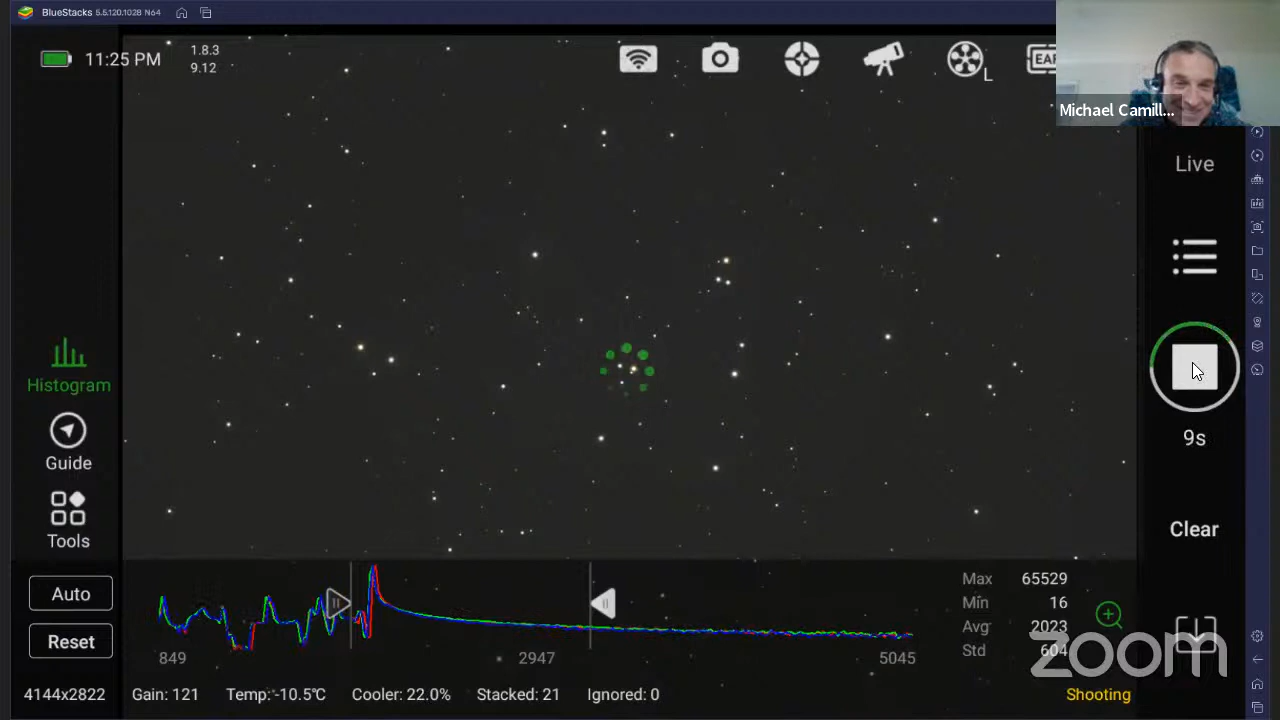 BlueStacks 5.5.120.1028 N64
11:25 PM
1.8.3
9.12
L
EAF
Michael Camill...
Live
Histogram
Guide
Tools
9s
Clear
Auto
Reset
849
2947
5045
Max 65529
Min 16
Avg 2023
Std 604
zoom
4144x2822
Gain: 121
Temp: -10.5℃
Cooler: 22.0%
Stacked: 21
Ignored: 0
Shooting